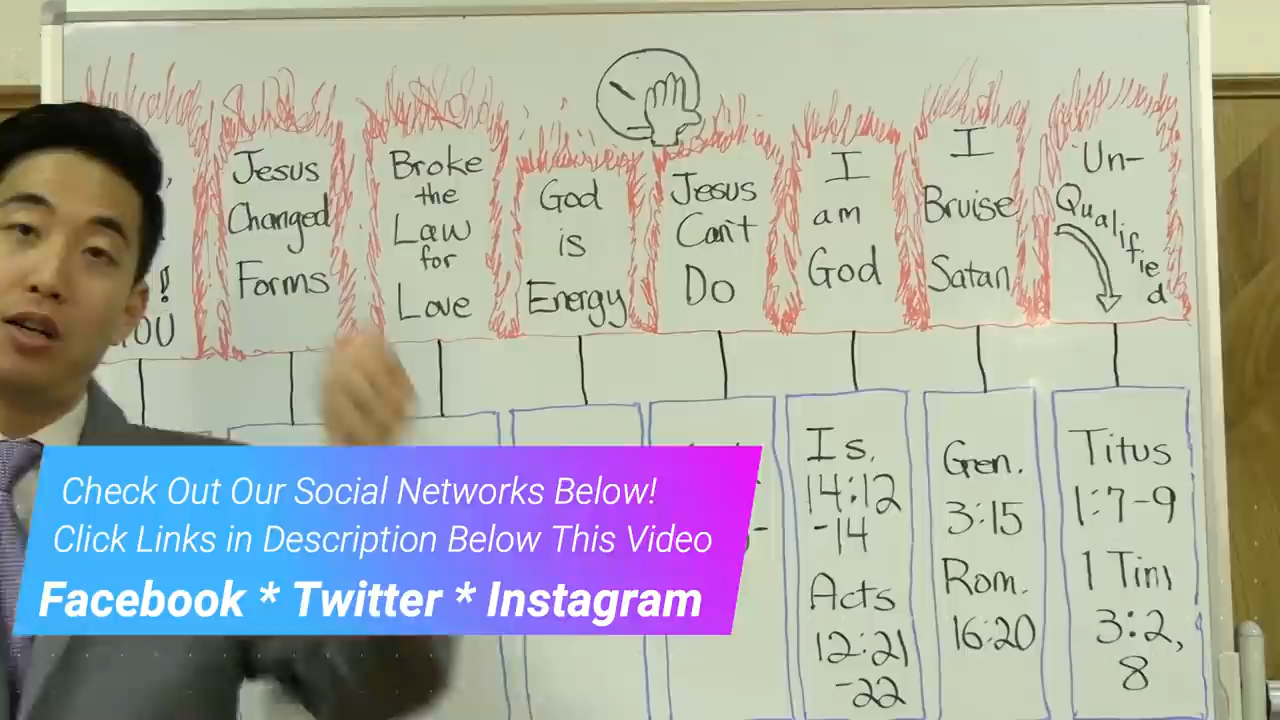 !
YOU
Jesus
Changed
Forms
Broke
the
Law
for
Love
God
is
Energy
Jesus
Can't
Do
I
am
God
I
Bruise
Satan
Un-
Qualified
Is.
14:12
-14
Acts
12:21
-22
Gen.
3:15
Rom.
16:20
Titus
1:7-9
1 Tim
3:2,
8
Check Out Our Social Networks Below!
Click Links in Description Below This Video
Facebook * Twitter * Instagram